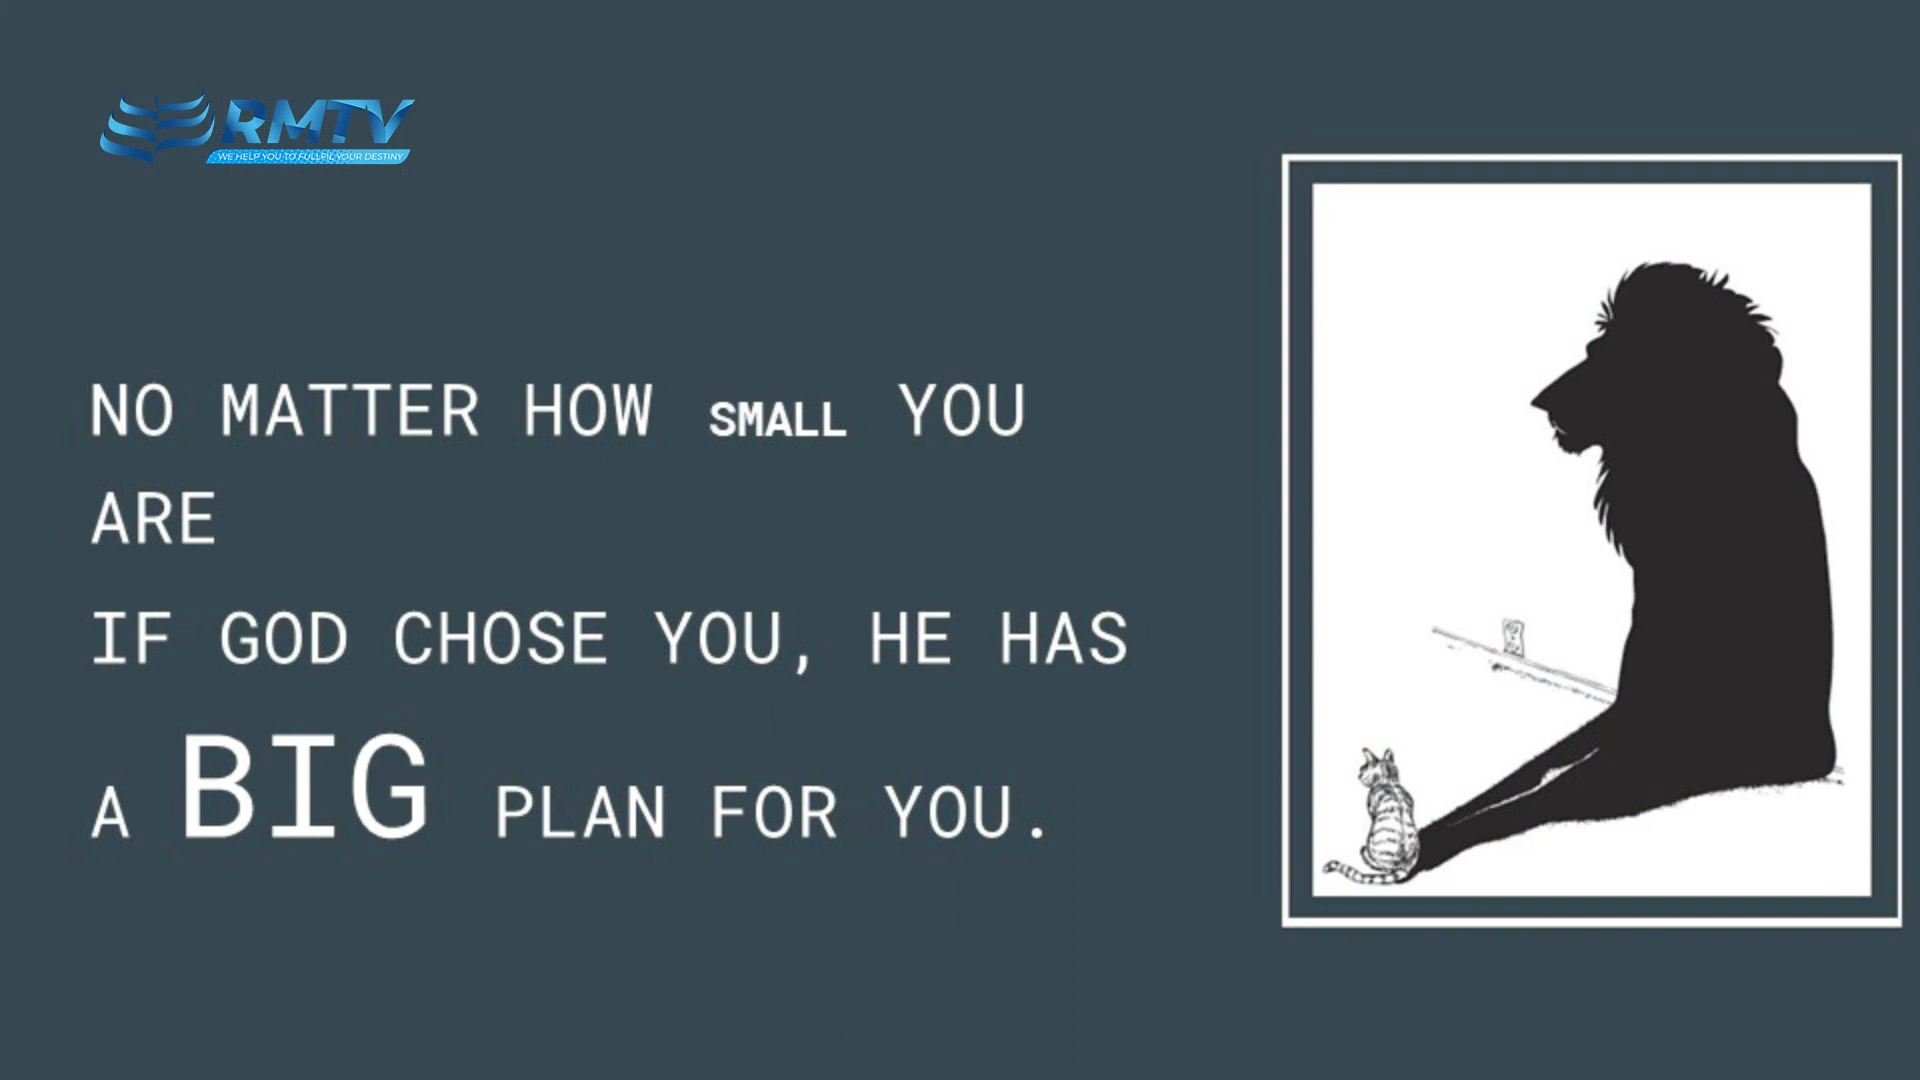 RMTV
WE HELP YOU TO FULLFIL YOUR DESTINY
NO MATTER HOW SMALL YOU
ARE
IF GOD CHOSE YOU, HE HAS
A BIG PLAN FOR YOU.